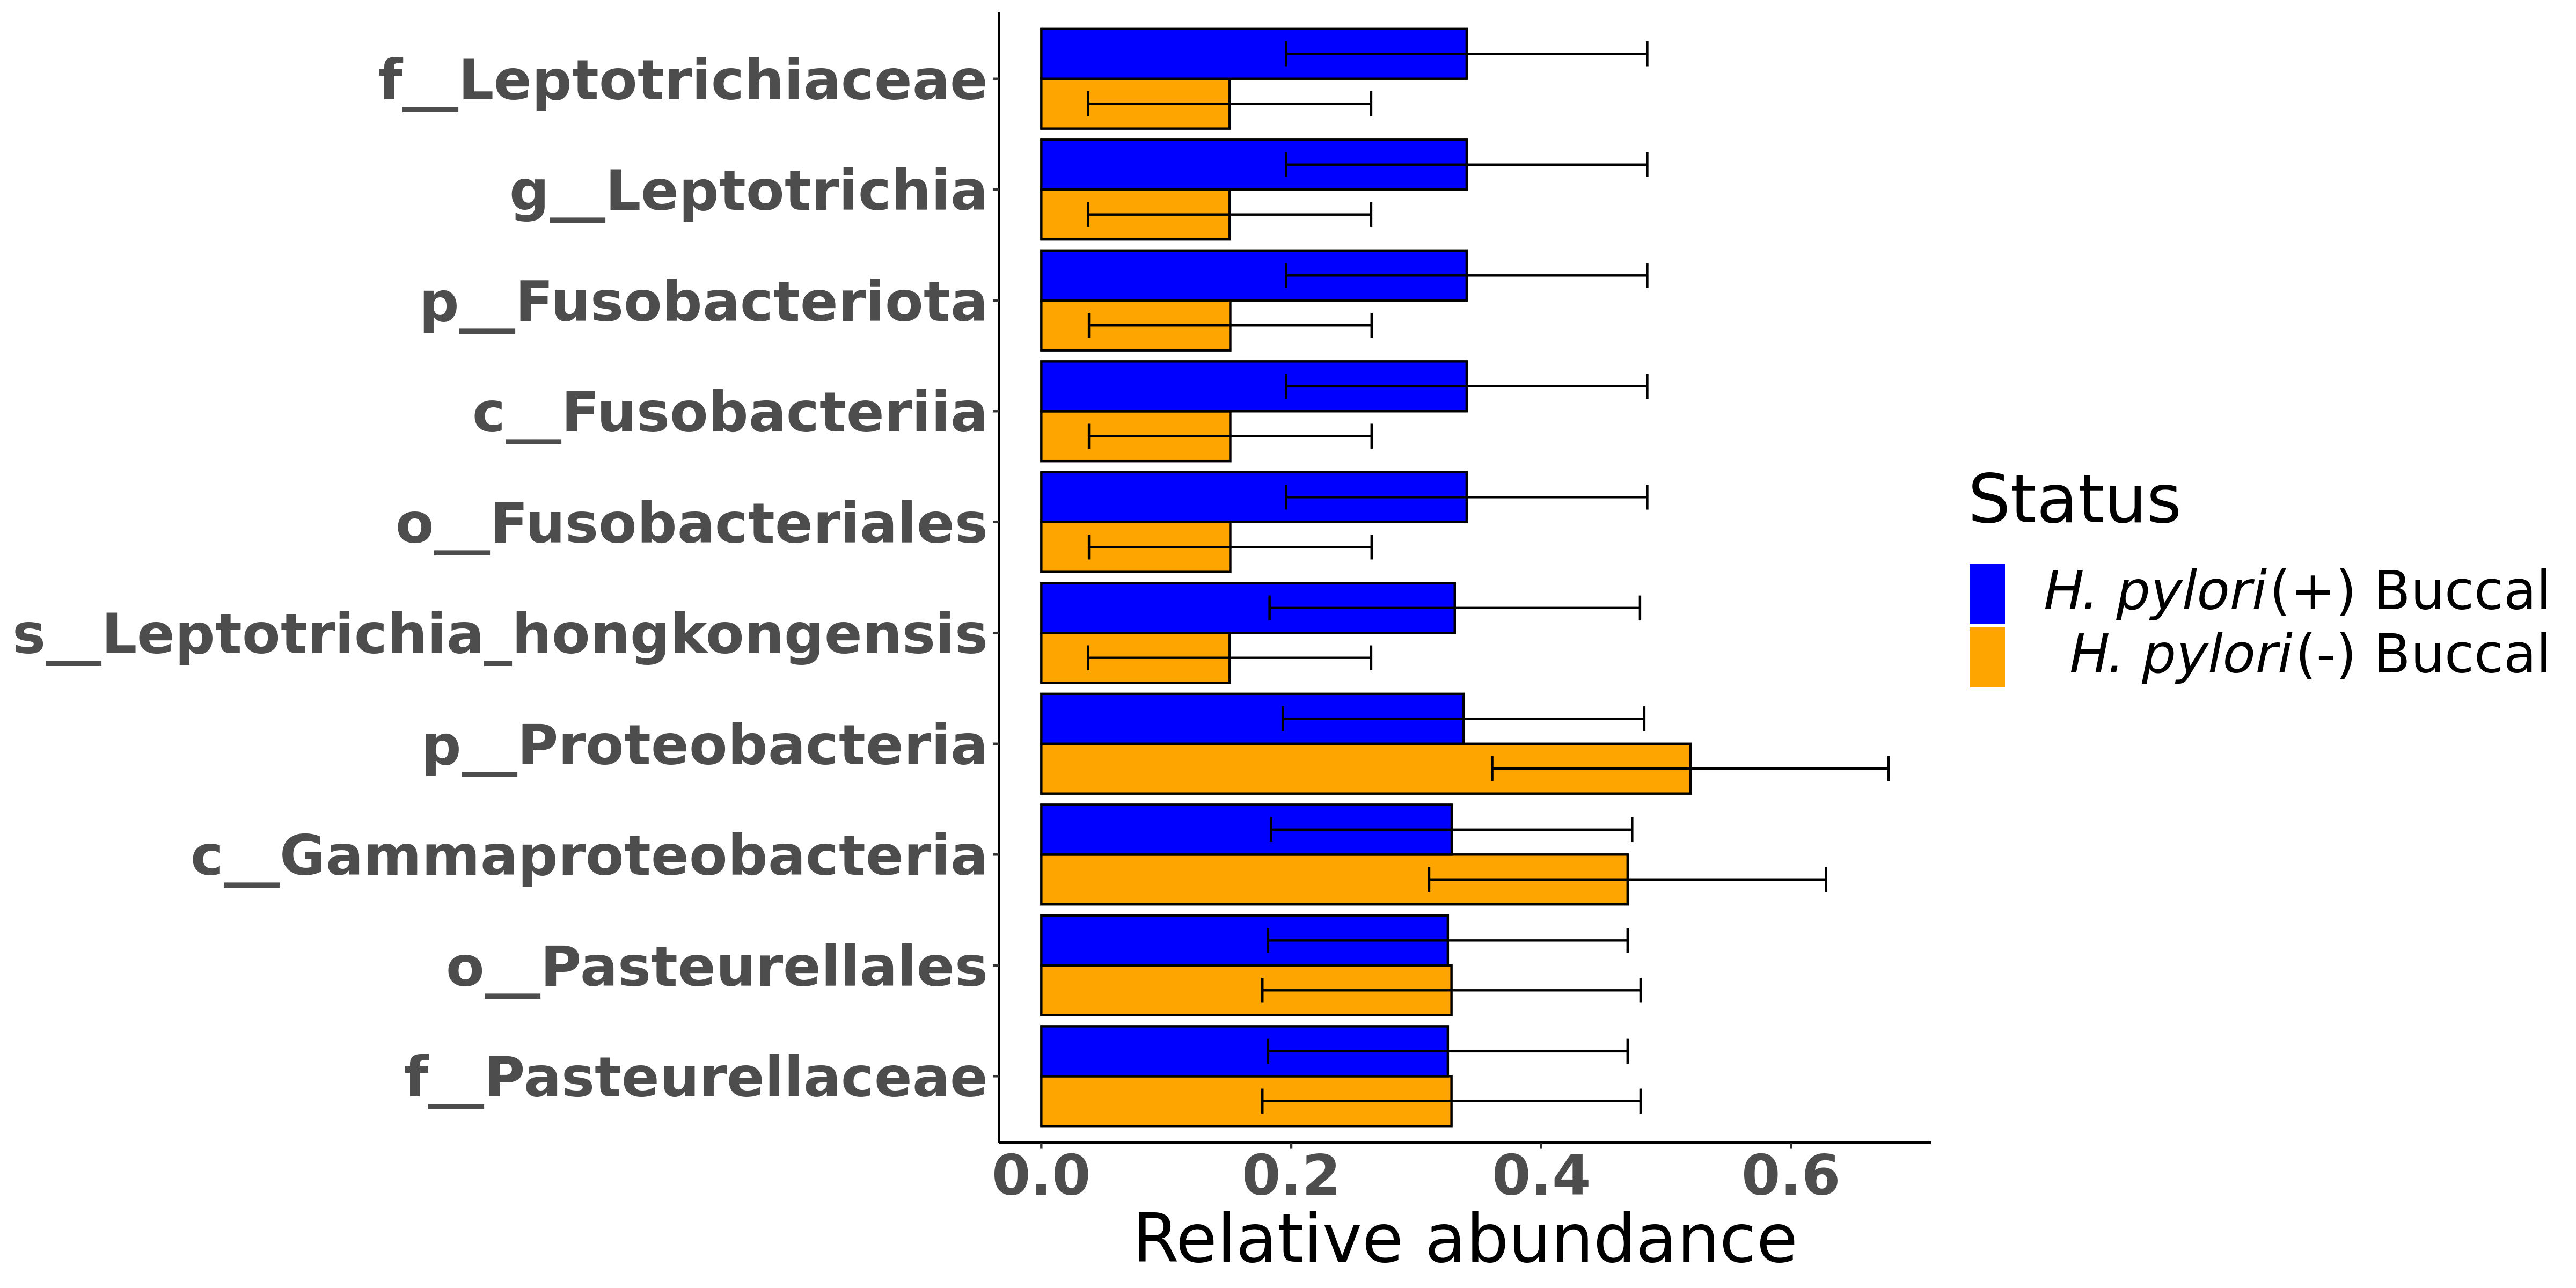 f__Leptotrichiaceae
g__Leptotrichia
p__Fusobacteriota
c__Fusobacteriia
o__Fusobacteriales
s__Leptotrichia_hongkongensis
p__Proteobacteria
c__Gammaproteobacteria
o__Pasteurellales
f__Pasteurellaceae
0.0 0.2 0.4 0.6
Relative abundance
Status
H. pylori(+) Buccal
H. pylori(-) Buccal